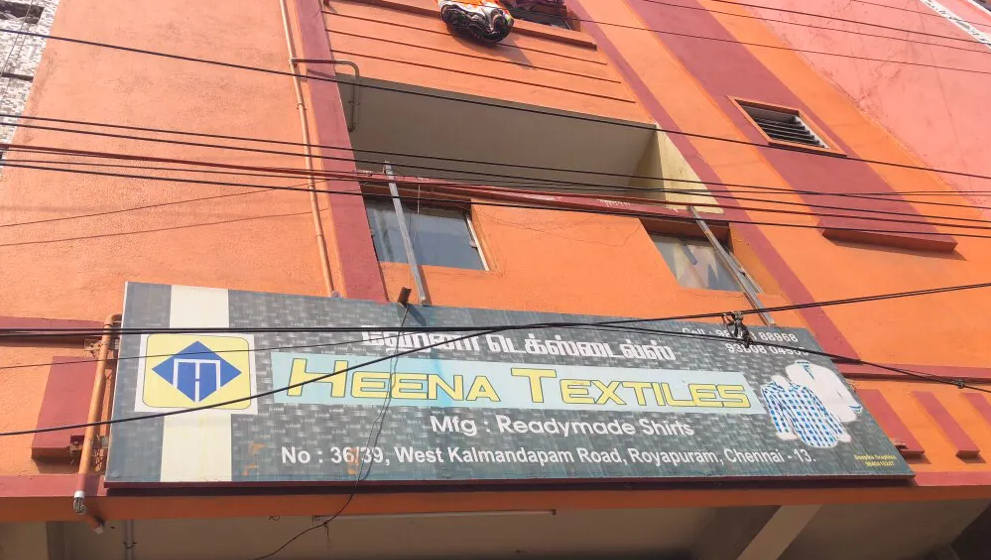 டெக்ஸ்டைல்ஸ்
HEENA TEXTILES
Mfg : Readymade Shirts
No : 36/39, West Kalmandapam Road, Royapuram, Chennai - 13.